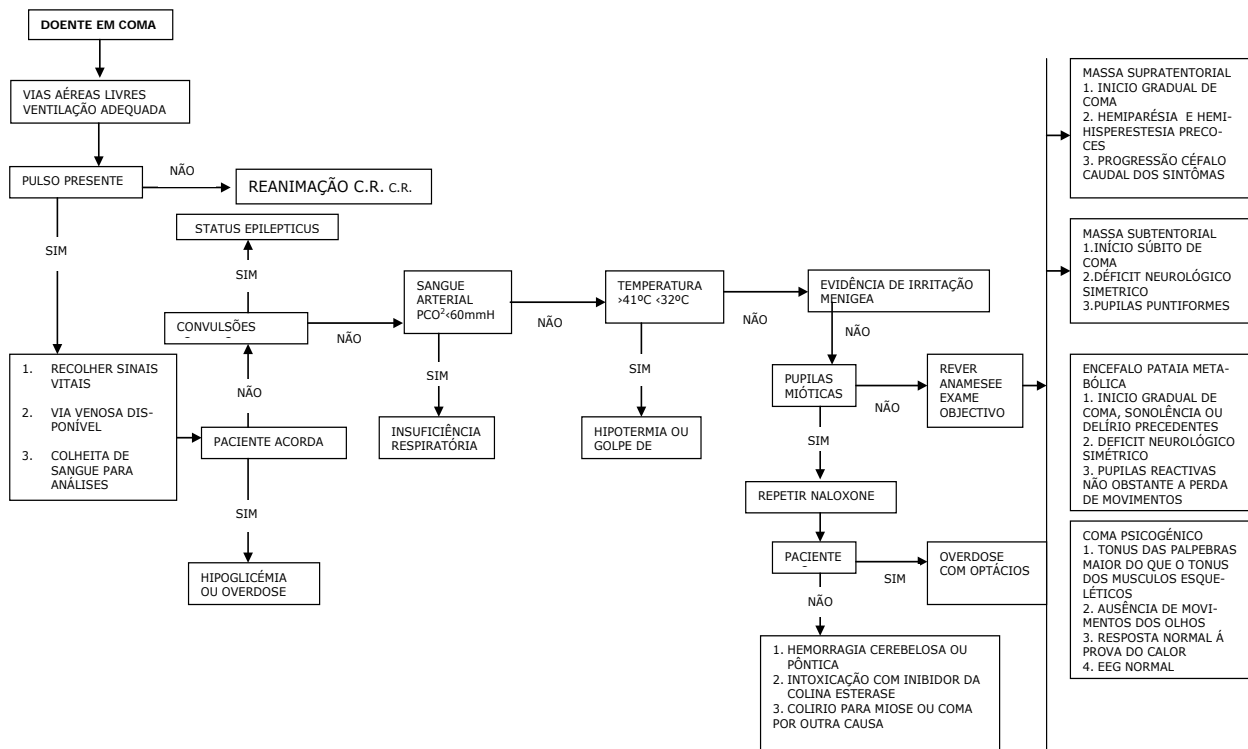 DOENTE EM COMA
VIAS AÉREAS LIVRES
VENTILAÇÃO ADEQUADA
PULSO PRESENTE
NÃO
REANIMAÇÃO C.R. C.R.
SIM
1. RECOLHER SINAIS
VITAIS
2. VIA VENOSA DIS-
PONÍVEL
3. COLHEITA DE
SANGUE PARA
ANÁLISES
PACIENTE ACORDA
SIM
HIPOGLICÉMIA
OU OVERDOSE
NÃO
CONVULSÕES
SIM
STATUS EPILEPTICUS
NÃO
SANGUE
ARTERIAL
PCO²‹60mmH
SIM
INSUFICIÊNCIA
RESPIRATÓRIA
NÃO
TEMPERATURA
›41ºC ‹32ºC
SIM
HIPOTERMIA OU
GOLPE DE
NÃO
EVIDÊNCIA DE IRRITAÇÃO
MENIGEA
NÃO
PUPILAS
MIÓTICAS
NÃO
REVER
ANAMESEE
EXAME
OBJECTIVO
SIM
REPETIR NALOXONE
PACIENTE
SIM
OVERDOSE
COM OPTÁCIOS
NÃO
1. HEMORRAGIA CEREBELOSA OU
PÔNTICA
2. INTOXICAÇÃO COM INIBIDOR DA
COLINA ESTERASE
3. COLIRIO PARA MIOSE OU COMA
POR OUTRA CAUSA
MASSA SUPRATENTORIAL
1. INICIO GRADUAL DE
COMA
2. HEMIPARÉSIA E HEMI-
HISPERESTESIA PRECO-
CES
3. PROGRESSÃO CÉFALO
CAUDAL DOS SINTÔMAS
MASSA SUBTENTORIAL
1.INÍCIO SÚBITO DE
COMA
2.DÉFICIT NEUROLÓGICO
SIMETRICO
3.PUPILAS PUNTIFORMES
ENCEFALO PATAIA META-
BÓLICA
1. INICIO GRADUAL DE
COMA, SONOLÊNCIA OU
DELÍRIO PRECEDENTES
2. DEFICIT NEUROLÓGICO
SIMÉTRICO
3. PUPILAS REACTIVAS
NÃO OBSTANTE A PERDA
DE MOVIMENTOS
COMA PSICOGÉNICO
1. TONUS DAS PALPEBRAS
MAIOR DO QUE O TONUS
DOS MUSCULOS ESQUE-
LÉTICOS
2. AUSÊNCIA DE MOVI-
MENTOS DOS OLHOS
3. RESPOSTA NORMAL Á
PROVA DO CALOR
4. EEG NORMAL